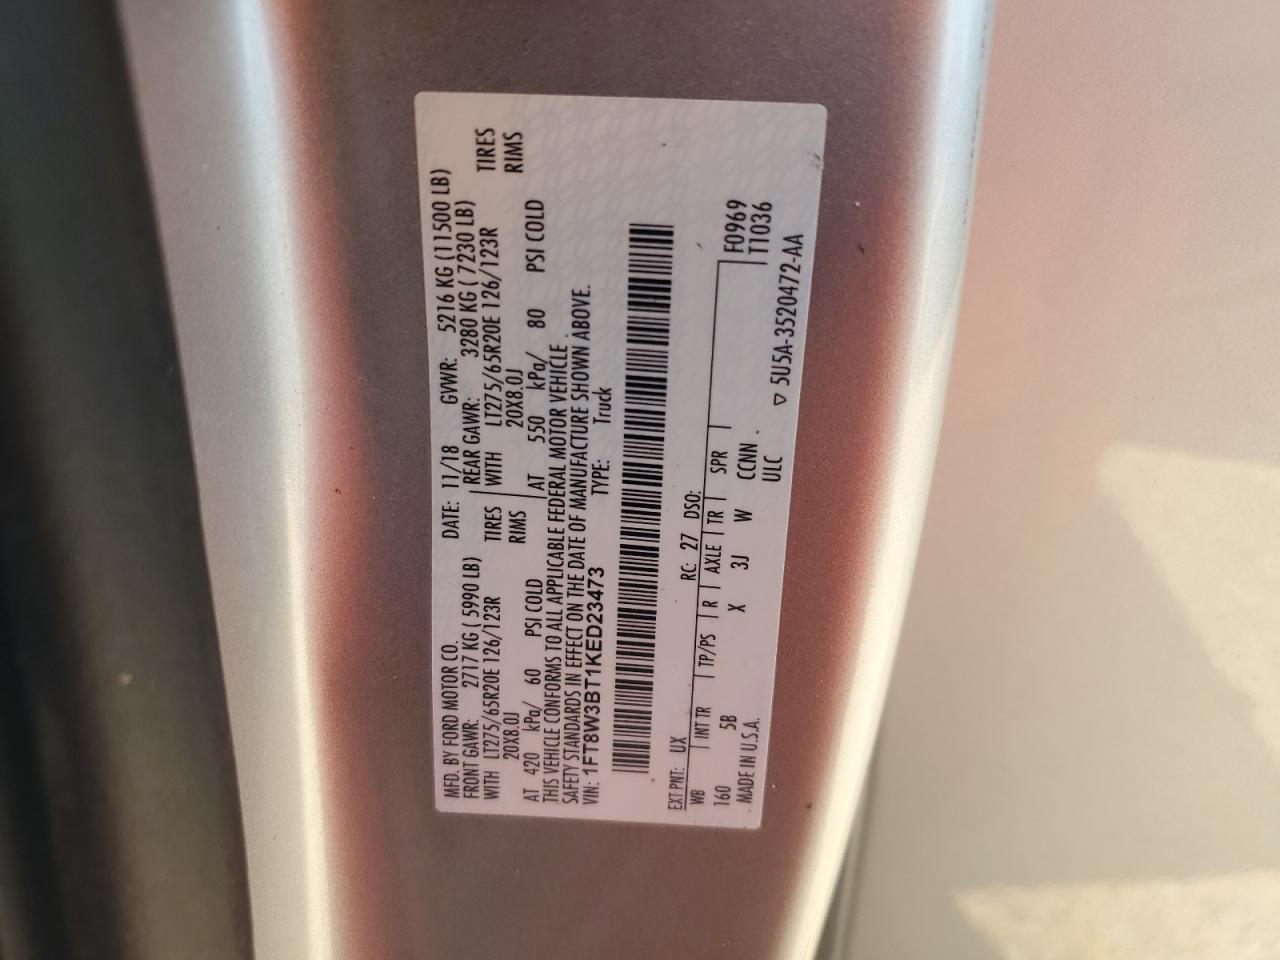 MFD. BY FORD MOTOR CO. DATE: 11/18 GVWR: 5216 KG (11500 LB)
FRONT GAWR: 2717 KG ( 5990 LB) REAR GAWR: 3280 KG ( 7230 LB)
WITH LT275/65R20E 126/123R TIRES WITH LT275/65R20E 126/123R TIRES
20X8.0J RIMS 20X8.0J RIMS
AT 420 kPa/ 60 PSI COLD AT 550 kPa/ 80 PSI COLD
THIS VEHICLE CONFORMS TO ALL APPLICABLE FEDERAL MOTOR VEHICLE
SAFETY STANDARDS IN EFFECT ON THE DATE OF MANUFACTURE SHOWN ABOVE.
VIN: 1FT8W3BT1KED23473 TYPE: Truck
EXT PNT: UX RC: 27 DSO:
WB INT TR TP/PS R AXLE TR SPR F0969
160 5B X 3J W CCNN T1036
MADE IN U.S.A. ULC
▽ 5U5A-3520472-AA